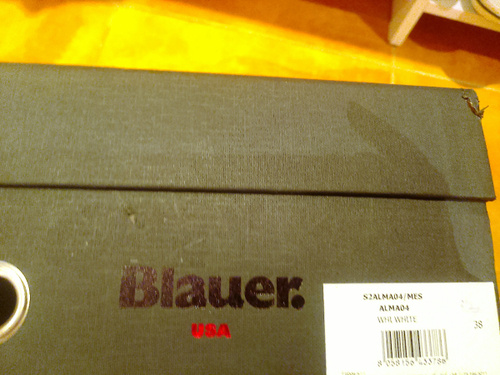 Blauer.
USA
S2ALMA04/MES
ALMA04
WHI WHITE
38